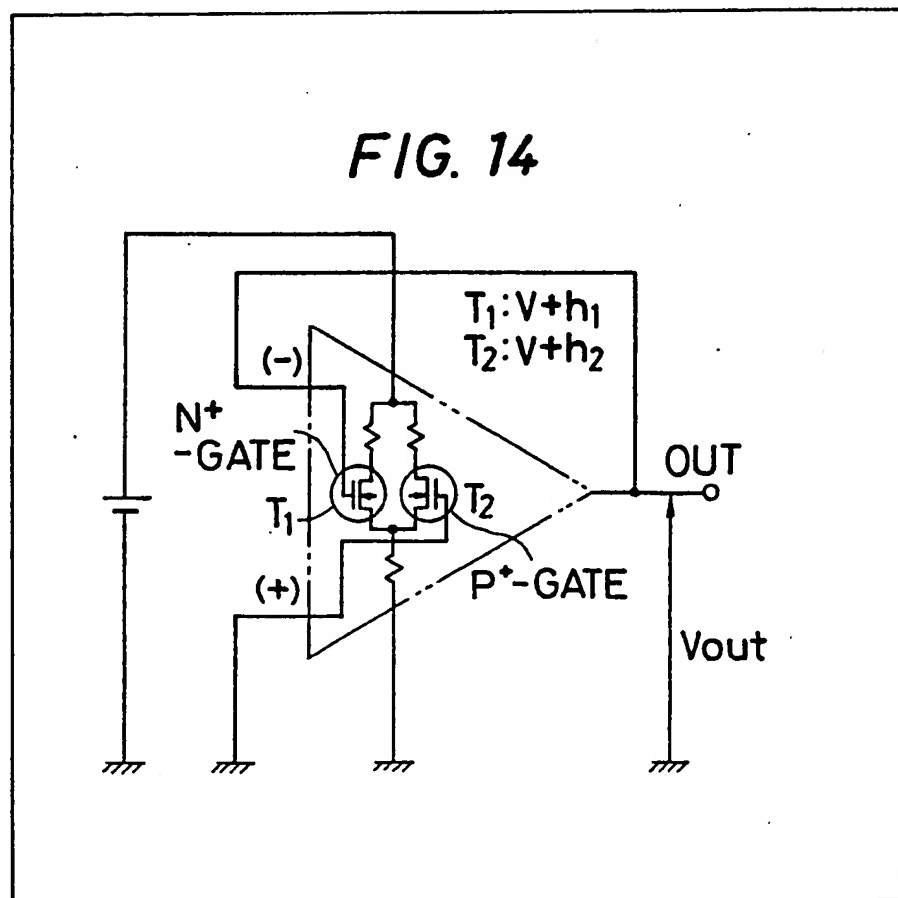 FIG. 14
T1:V+h1
T2:V+h2
(-)
N+
-GATE
OUT
T1
T2
(+)
P+-GATE
Vout